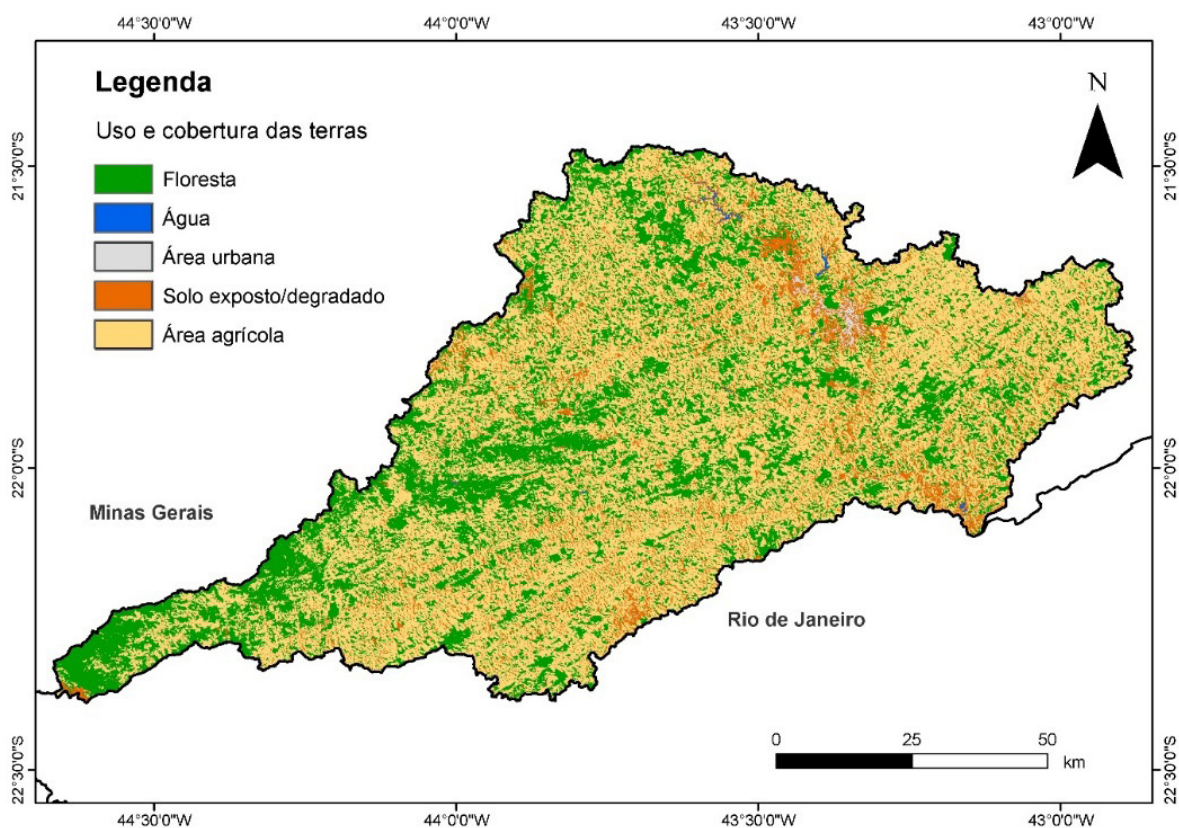 44°30'0"W 44°0'0"W 43°30'0"W 43°0'0"W
Legenda
Uso e cobertura das terras
Floresta
Água
Área urbana
Solo exposto/degradado
Área agrícola
N
21°30'0"S
21°30'0"S
22°0'0"S
22°0'0"S
Minas Gerais
Rio de Janeiro
0 25 50
km
22°30'0"S
22°30'0"S
44°30'0"W 44°0'0"W 43°30'0"W 43°0'0"W